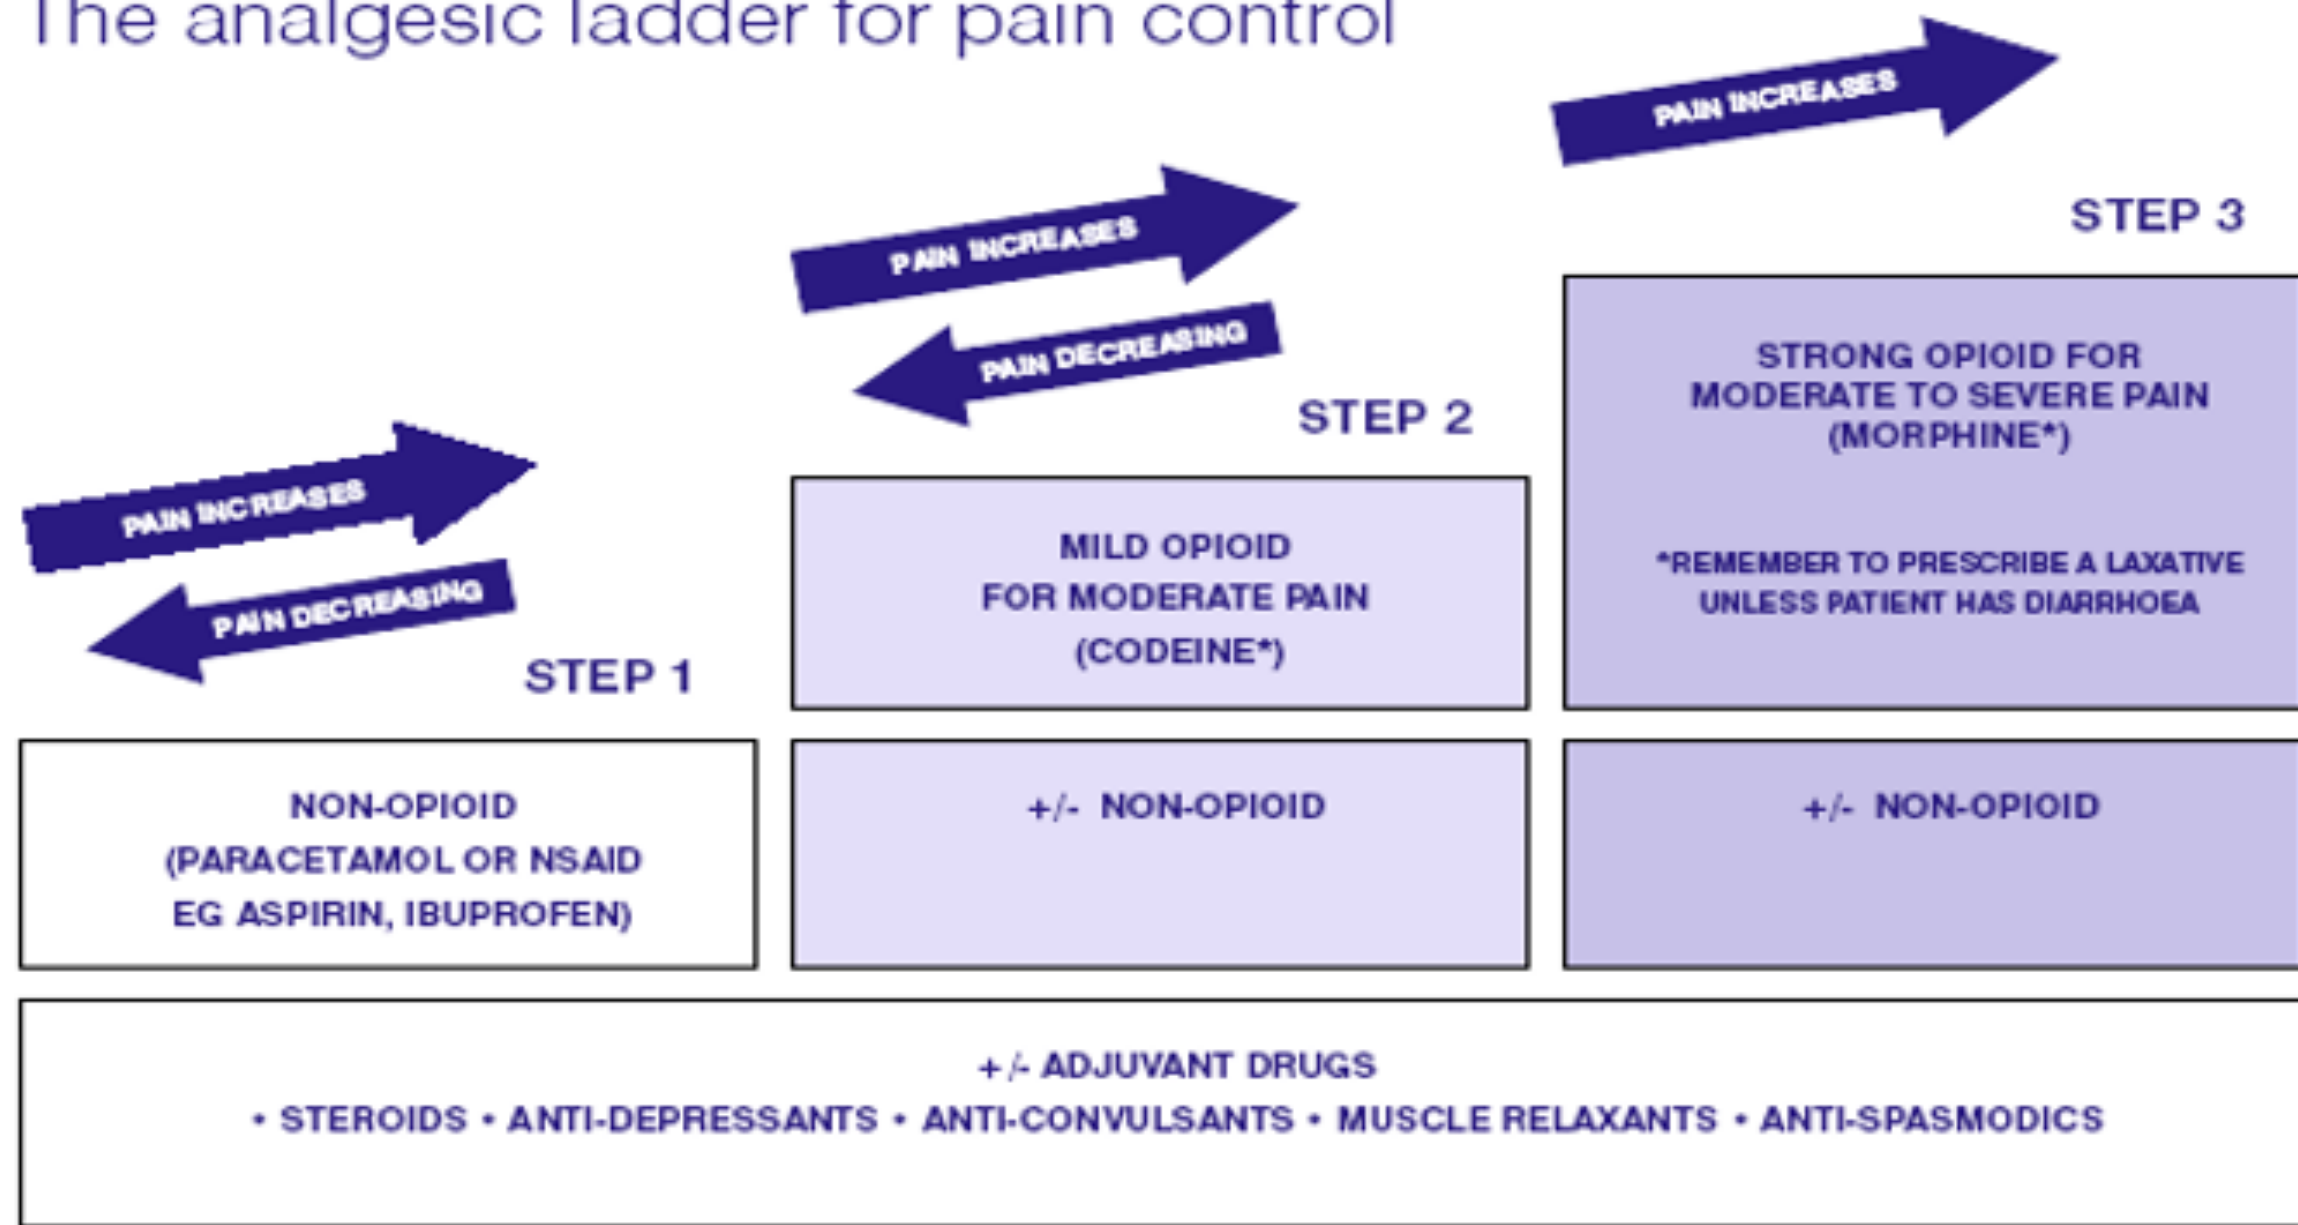 The analgesic ladder for pain control
PAIN INCREASES
STEP 3
PAIN INCREASES
PAIN DECREASING
STEP 2
PAIN INCREASES
PAIN DECREASING
STEP 1
STRONG OPIOID FOR
MODERATE TO SEVERE PAIN
(MORPHINE*)
*REMEMBER TO PRESCRIBE A LAXATIVE
UNLESS PATIENT HAS DIARRHOEA
MILD OPIOID
FOR MODERATE PAIN
(CODEINE*)
NON-OPIOID
(PARACETAMOL OR NSAID
EG ASPIRIN, IBUPROFEN)
+/- NON-OPIOID
+/- NON-OPIOID
+/- ADJUVANT DRUGS
• STEROIDS • ANTI-DEPRESSANTS • ANTI-CONVULSANTS • MUSCLE RELAXANTS • ANTI-SPASMODICS